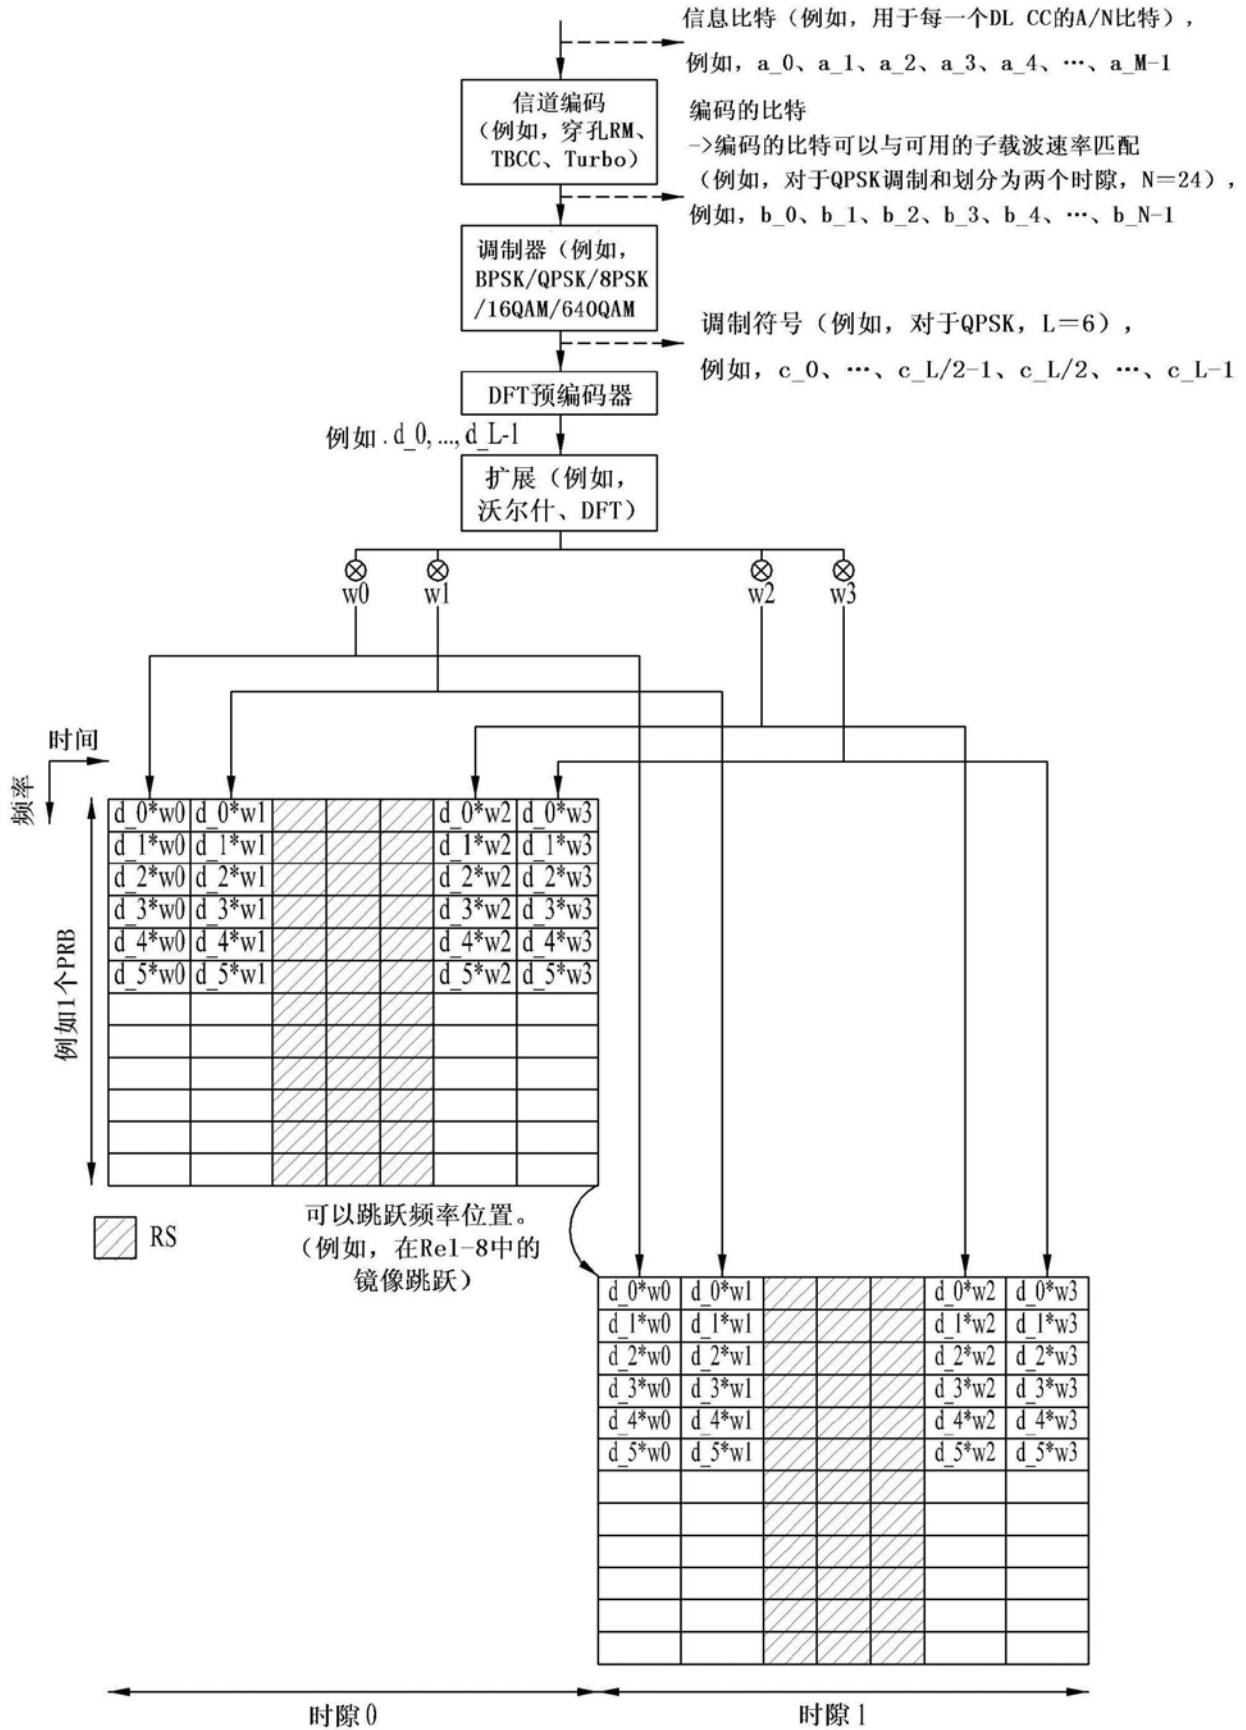 信息比特（例如，用于每一个DL CC的A/N比特），
例如，a_0、a_1、a_2、a_3、a_4、…、a_M-1
信道编码
（例如，穿孔RM、
TBCC、Turbo）
编码的比特
->编码的比特可以与可用的子载波速率匹配
（例如，对于QPSK调制和划分为两个时隙，N＝24），
例如，b_0、b_1、b_2、b_3、b_4、…、b_N-1
调制器（例如，
BPSK/QPSK/8PSK
/16QAM/640QAM
调制符号（例如，对于QPSK，L＝6），
例如，c_0、…、c_L/2-1、c_L/2、…、c_L-1
DFT预编码器
例如.d_0,...,d_L-1
扩展（例如，
沃尔什、DFT）
w0 w1 w2 w3
时间
频率
例如1个PRB
d_0*w0 d_0*w1 d_0*w2 d_0*w3
d_1*w0 d_1*w1 d_1*w2 d_1*w3
d_2*w0 d_2*w1 d_2*w2 d_2*w3
d_3*w0 d_3*w1 d_3*w2 d_3*w3
d_4*w0 d_4*w1 d_4*w2 d_4*w3
d_5*w0 d_5*w1 d_5*w2 d_5*w3
RS
可以跳跃频率位置。
（例如，在Rel-8中的
镜像跳跃）
d_0*w0 d_0*w1 d_0*w2 d_0*w3
d_1*w0 d_1*w1 d_1*w2 d_1*w3
d_2*w0 d_2*w1 d_2*w2 d_2*w3
d_3*w0 d_3*w1 d_3*w2 d_3*w3
d_4*w0 d_4*w1 d_4*w2 d_4*w3
d_5*w0 d_5*w1 d_5*w2 d_5*w3
时隙0 时隙1